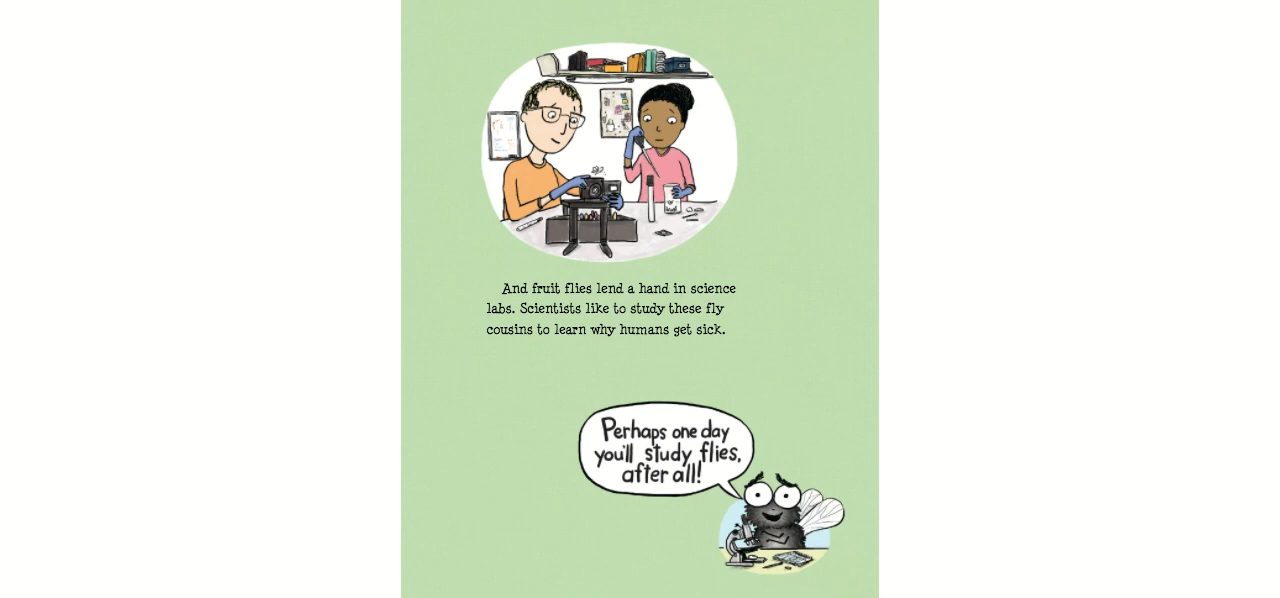 And fruit flies lend a hand in science
labs. Scientists like to study these fly
cousins to learn why humans get sick.
Perhaps one day
you'll study flies,
after all!